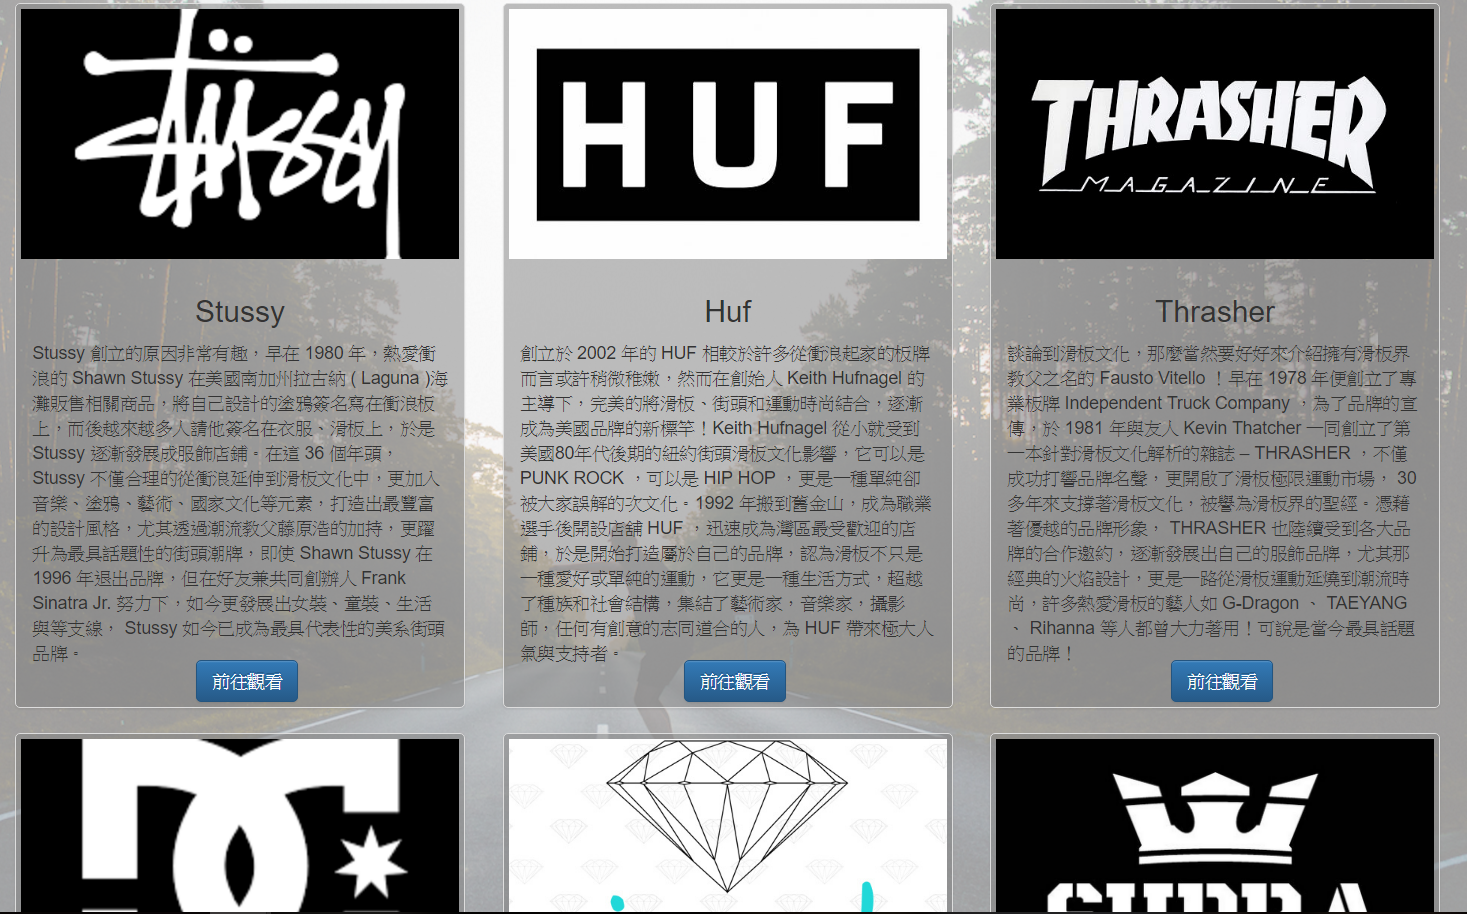 Stüssy
HUF
THRASHER
MAGAZINE
Stussy
Stussy 創立的原因非常有趣，早在 1980 年，熱愛衝
浪的 Shawn Stussy 在美國南加州拉古納 ( Laguna )海
灘販售相關商品，將自己設計的塗鴉簽名寫在衝浪板
上，而後越來越多人請他簽名在衣服、滑板上，於是
Stussy 逐漸發展成服飾店鋪。在這 36 個年頭，
Stussy 不僅合理的從衝浪延伸到滑板文化中，更加入
音樂、塗鴉、藝術、國家文化等元素，打造出最豐富
的設計風格，尤其透過潮流教父藤原浩的加持，更躍
升為最具話題性的街頭潮牌，即使 Shawn Stussy 在
1996 年退出品牌，但在好友兼共同創辦人 Frank
Sinatra Jr. 努力下，如今更發展出女裝、童裝、生活
與等支線， Stussy 如今已成為最具代表性的美系街頭
品牌。
前往觀看
Huf
創立於 2002 年的 HUF 相較於許多從衝浪起家的板牌
而言或許稍微稚嫩，然而在創始人 Keith Hufnagel 的
主導下，完美的將滑板、街頭和運動時尚結合，逐漸
成為美國品牌的新標竿！Keith Hufnagel 從小就受到
美國80年代後期的紐約街頭滑板文化影響，它可以是
PUNK ROCK ，可以是 HIP HOP ，更是一種單純卻
被大家誤解的次文化。1992 年搬到舊金山，成為職業
選手後開設店鋪 HUF ，迅速成為灣區最受歡迎的店
鋪，於是開始打造屬於自己的品牌，認為滑板不只是
一種愛好或單純的運動，它更是一種生活方式，超越
了種族和社會結構，集結了藝術家，音樂家，攝影
師，任何有創意的志同道合的人，為 HUF 帶來極大人
氣與支持者。
前往觀看
Thrasher
談論到滑板文化，那麼當然要好好來介紹擁有滑板界
教父之名的 Fausto Vitello ！早在 1978 年便創立了專
業板牌 Independent Truck Company ，為了品牌的宣
傳，於 1981 年與友人 Kevin Thatcher 一同創立了第
一本針對滑板文化解析的雜誌 – THRASHER ，不僅
成功打響品牌名聲，更開啟了滑板極限運動市場， 30
多年來支撐著滑板文化，被譽為滑板界的聖經。憑藉
著優越的品牌形象， THRASHER 也陸續受到各大品
牌的合作邀約，逐漸發展出自己的服飾品牌，尤其那
經典的火焰設計，更是一路從滑板運動延燒到潮流時
尚，許多熱愛滑板的藝人如 G-Dragon 、 TAEYANG
、 Rihanna 等人都曾大力著用！可說是當今最具話題
的品牌！
前往觀看
DC
SUPRA